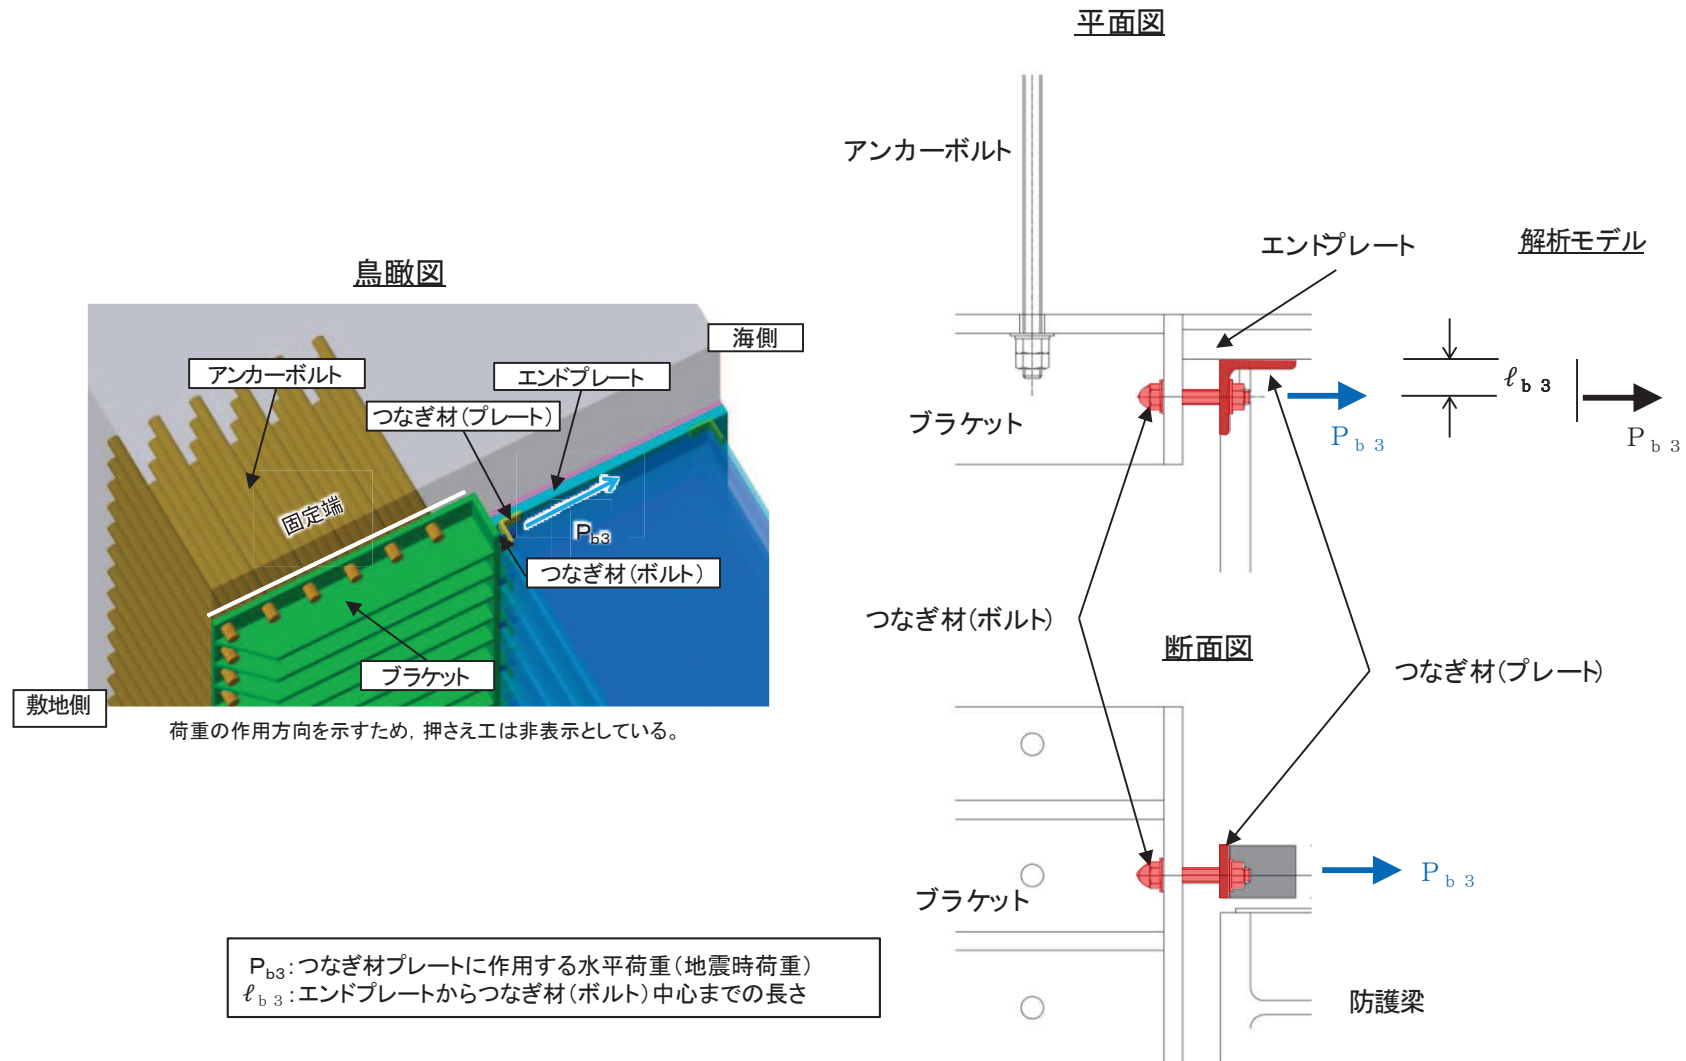 平面図
アンカーボルト
エンドプレート
解析モデル
ブラケット
Pb3
ℓb3
Pb3
つなぎ材(ボルト)
つなぎ材(プレート)
鳥瞰図
海側
アンカーボルト
エンドプレート
つなぎ材(プレート)
固定端
Pb3
つなぎ材(ボルト)
ブラケット
敷地側
荷重の作用方向を示すため, 押さえ工は非表示としている。
断面図
ブラケット
Pb3
防護梁
Pb3:つなぎ材プレートに作用する水平荷重(地震時荷重)
ℓb3:エンドプレートからつなぎ材(ボルト)中心までの長さ